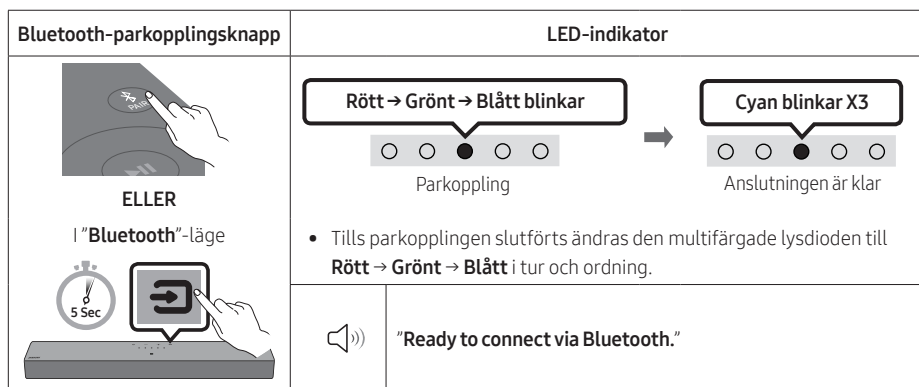 Bluetooth-parkopplingsknapp
LED-indikator
PAIR
ELLER
I "Bluetooth"-läge
5 Sec
Rött → Grönt → Blått blinkar
Parkoppling
Cyan blinkar X3
Anslutningen är klar
• Tills parkopplingen slutförts ändras den multifärgade lysdioden till
Rött → Grönt → Blått i tur och ordning.
"Ready to connect via Bluetooth."